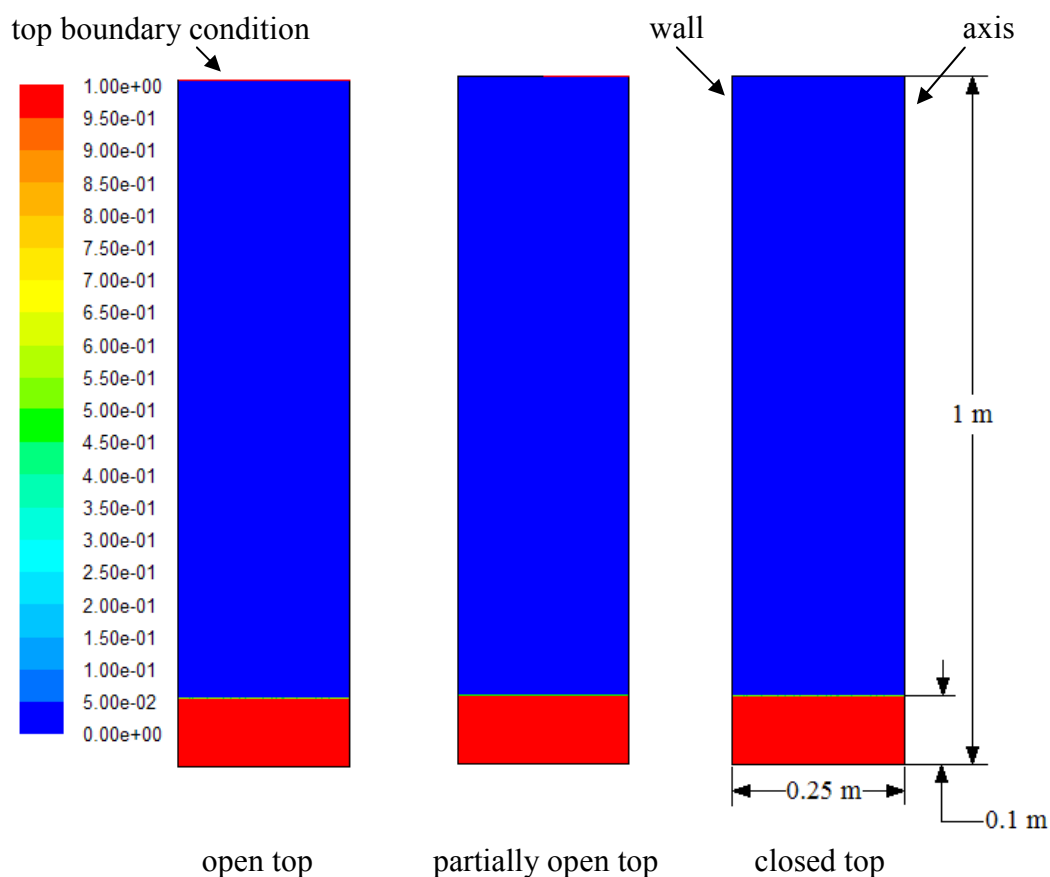 top boundary condition
wall
axis
1.00e+00
9.50e-01
9.00e-01
8.50e-01
8.00e-01
7.50e-01
7.00e-01
6.50e-01
6.00e-01
5.50e-01
5.00e-01
4.50e-01
4.00e-01
3.50e-01
3.00e-01
2.50e-01
2.00e-01
1.50e-01
1.00e-01
5.00e-02
0.00e+00
1 m
0.25 m
0.1 m
open top
partially open top
closed top